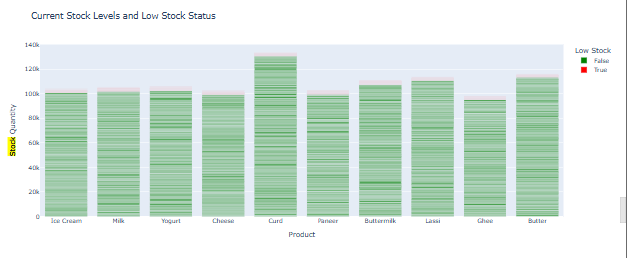 Current Stock Levels and Low Stock Status
Low Stock
False
True
Stock Quantity
140k
120k
100k
80k
60k
40k
20k
0
Ice Cream Milk Yogurt Cheese Curd Paneer Buttermilk Lassi Ghee Butter
Product